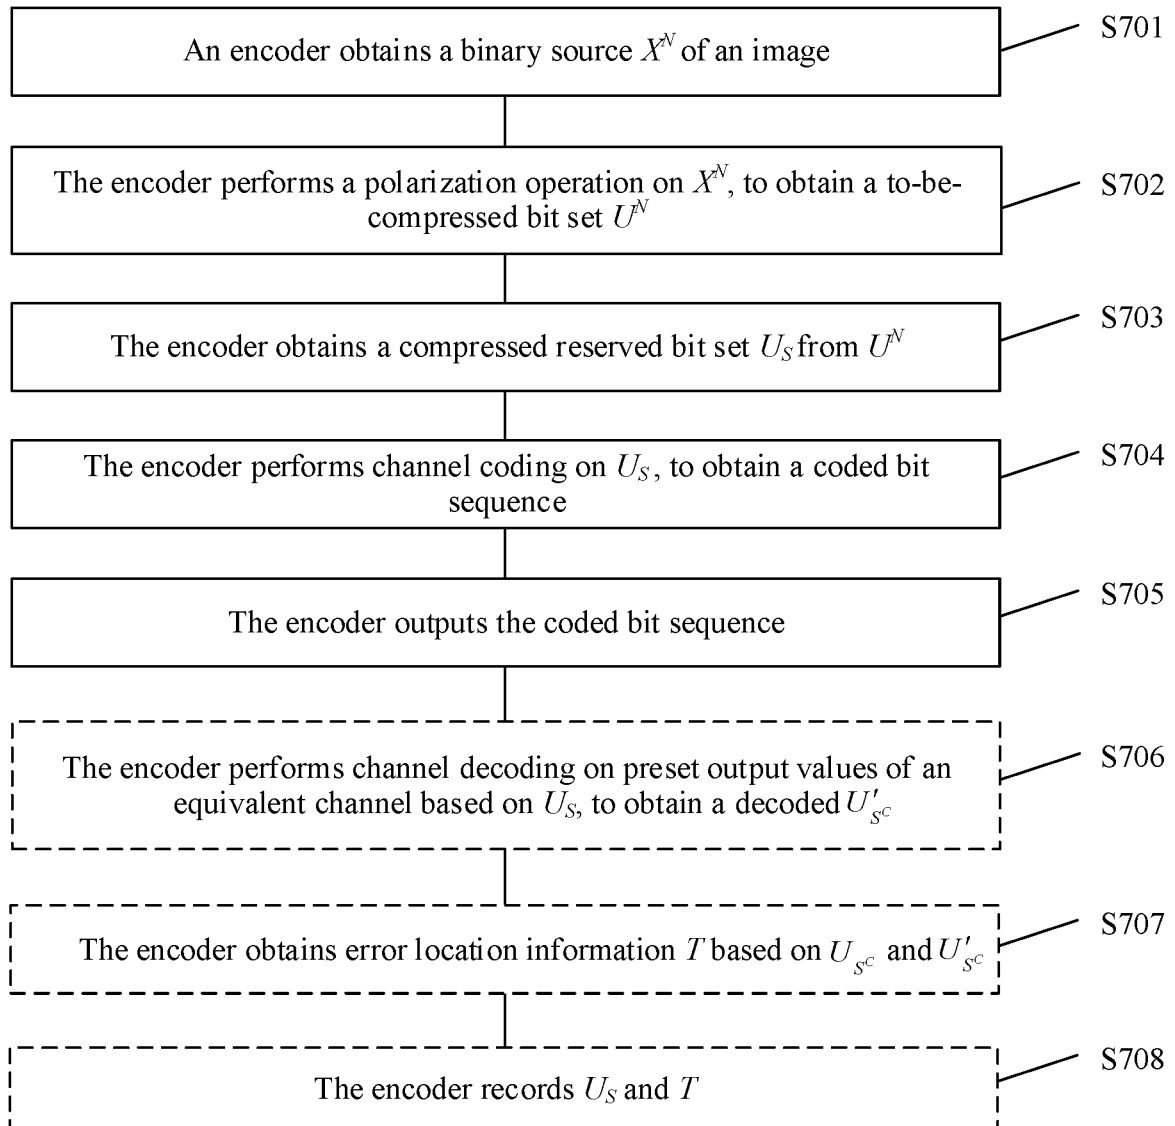 An encoder obtains a binary source X^N of an image
S701
The encoder performs a polarization operation on X^N, to obtain a to-be-
compressed bit set U^N
S702
The encoder obtains a compressed reserved bit set U_S from U^N
S703
The encoder performs channel coding on U_S, to obtain a coded bit
sequence
S704
The encoder outputs the coded bit sequence
S705
The encoder performs channel decoding on preset output values of an
equivalent channel based on U_S, to obtain a decoded U'_{S^C}
S706
The encoder obtains error location information T based on U_{S^C} and U'_{S^C}
S707
The encoder records U_S and T
S708